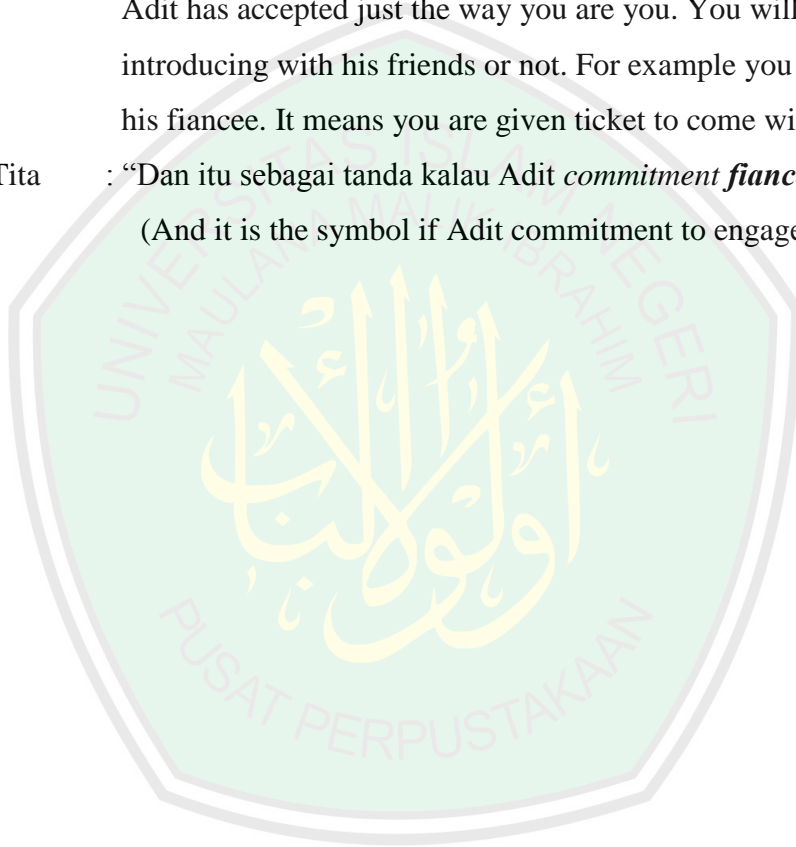 Adit has accepted just the way you are you. You will
introducing with his friends or not. For example you
his fiancee. It means you are given ticket to come wi
Tita : “Dan itu sebagai tanda kalau Adit commitment fianc
(And it is the symbol if Adit commitment to engage
UNIVERSITAS ISLAM NEGERI
MAULANA MALIK IBRAHIM
أولوا الألباب
PUSAT PERPUSTAKAAN